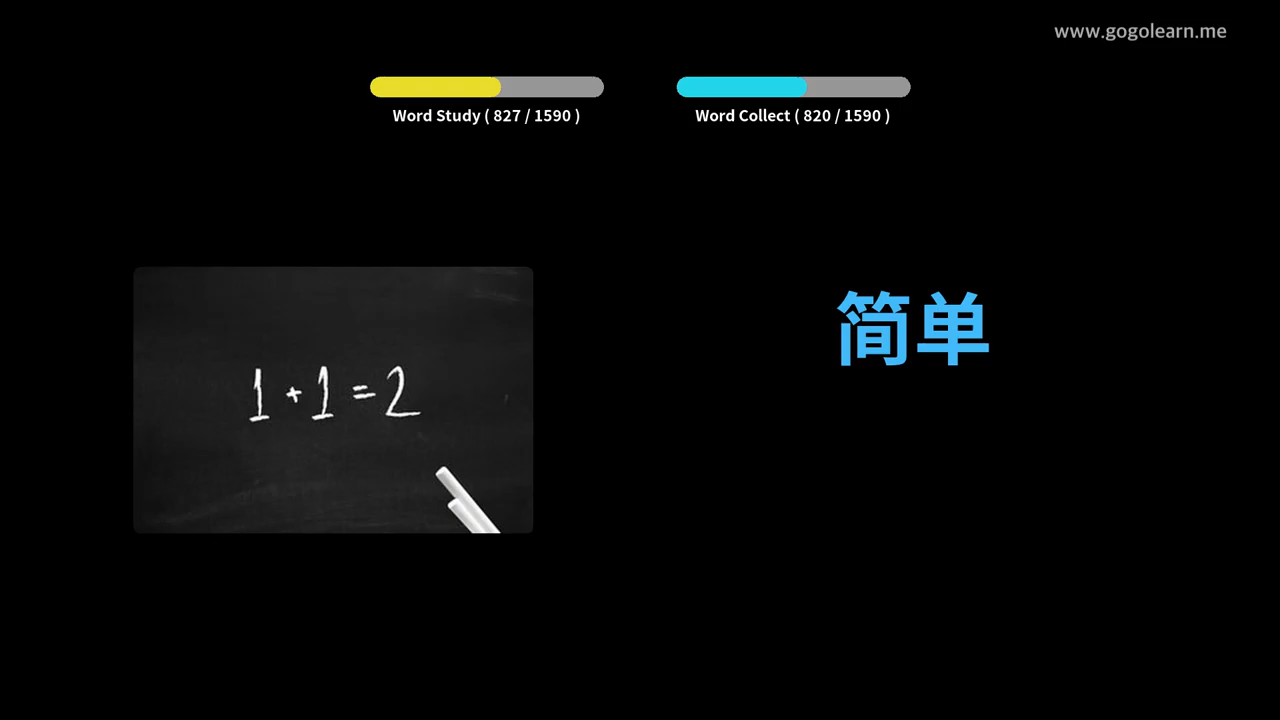 www.gogolearn.me
Word Study ( 827 / 1590 )
Word Collect ( 820 / 1590 )
简单
1 + 1 = 2